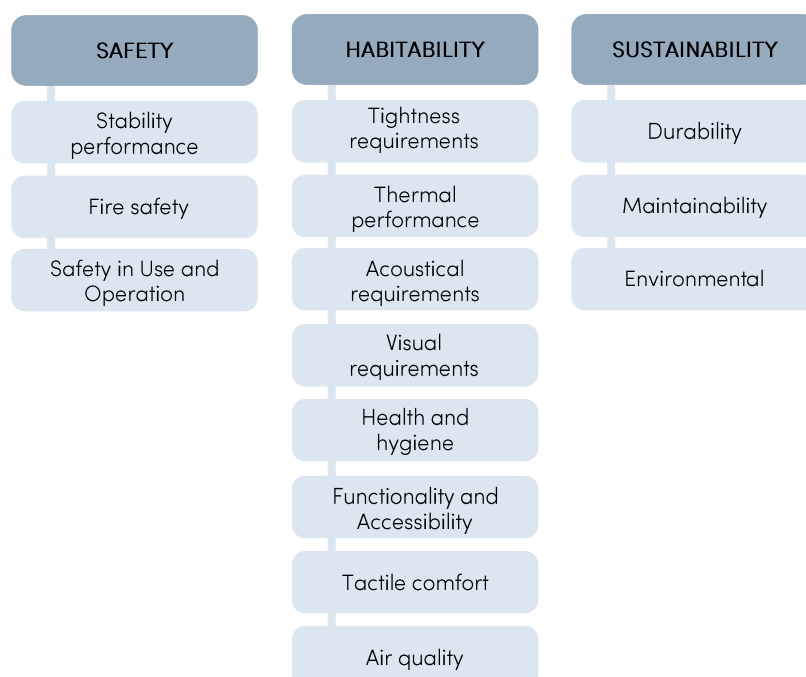 SAFETY
Stability
performance
Fire safety
Safety in Use and
Operation
HABITABILITY
Tightness
requirements
Thermal
performance
Acoustical
requirements
Visual
requirements
Health and
hygiene
Functionality and
Accessibility
Tactile comfort
Air quality
SUSTAINABILITY
Durability
Maintainability
Environmental